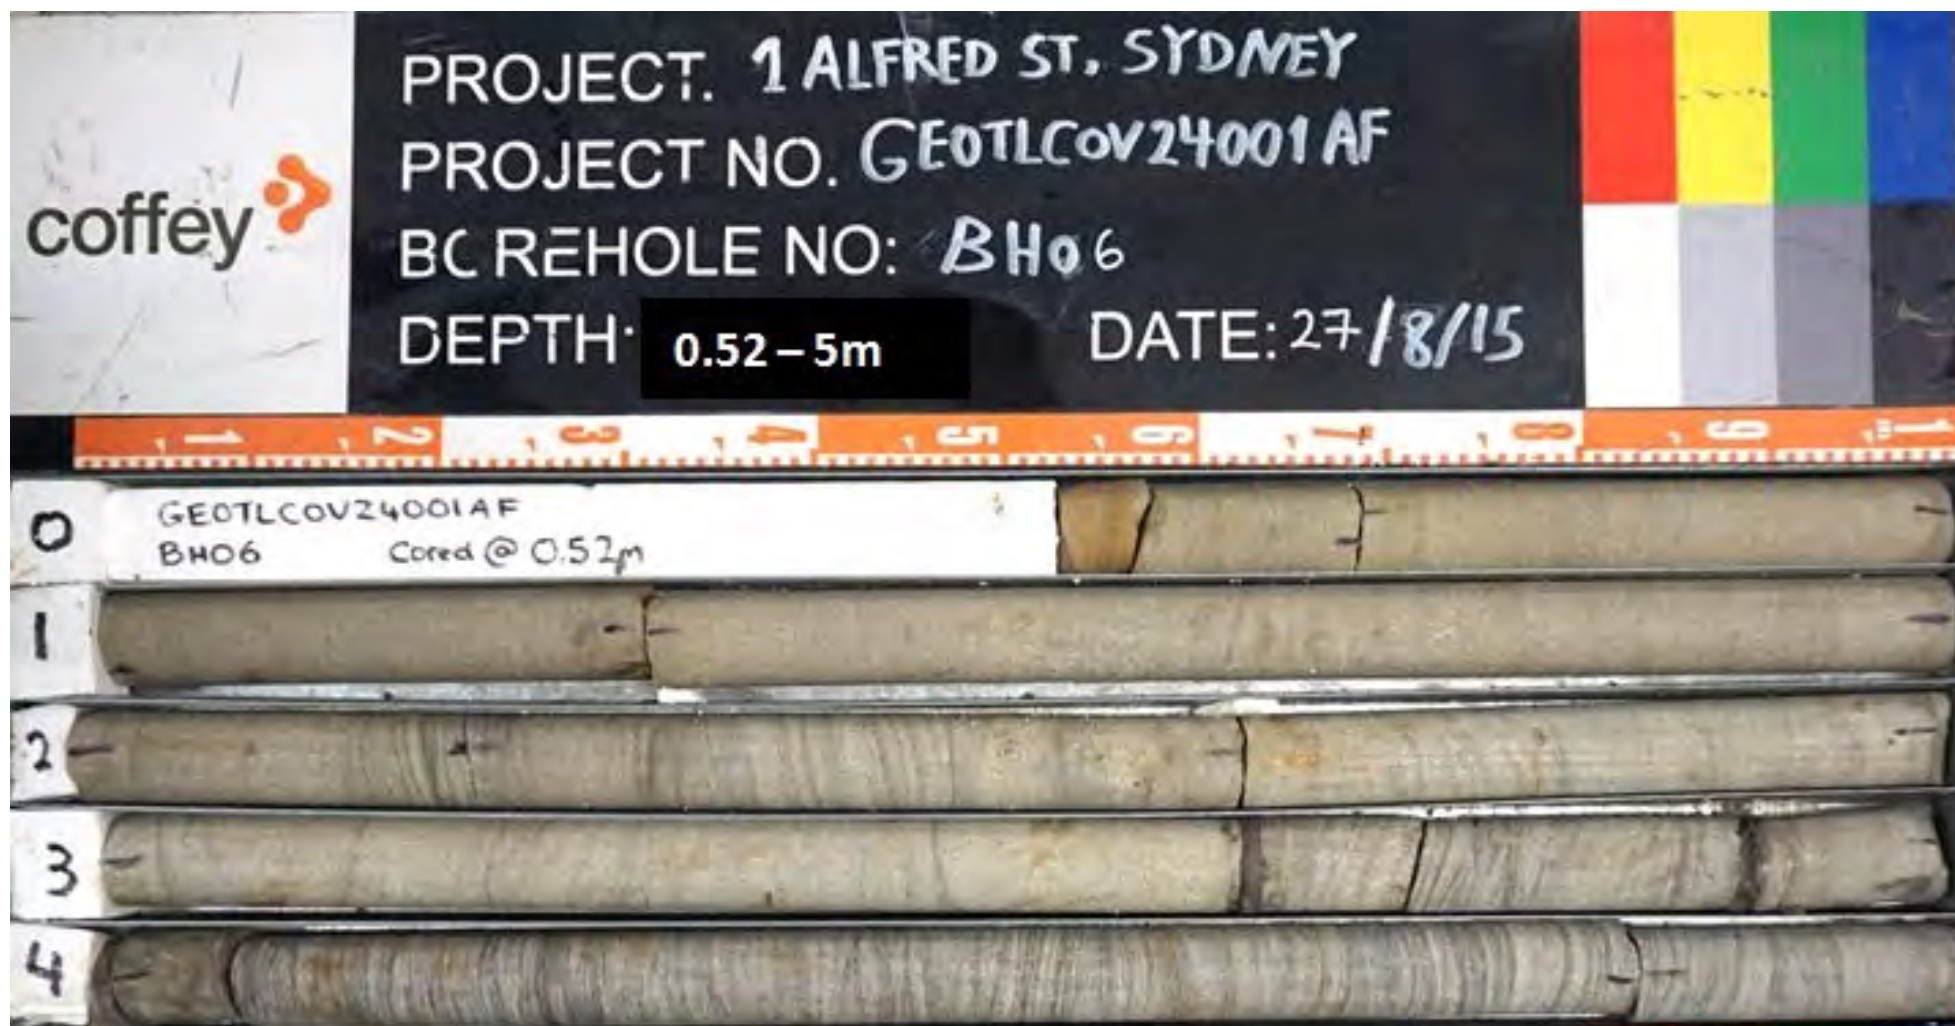 coffey
PROJECT. 1 ALFRED ST. SYDNEY
PROJECT NO. GEOTLCOV24001AF
BOREHOLE NO: BH06
DEPTH: 0.52 – 5m DATE: 27/8/15
1 2 3 4 5 6 7 8 9 1m
0 GEOTLCOV24001AF
BH06 Cored @ 0.52m
1
2
3
4